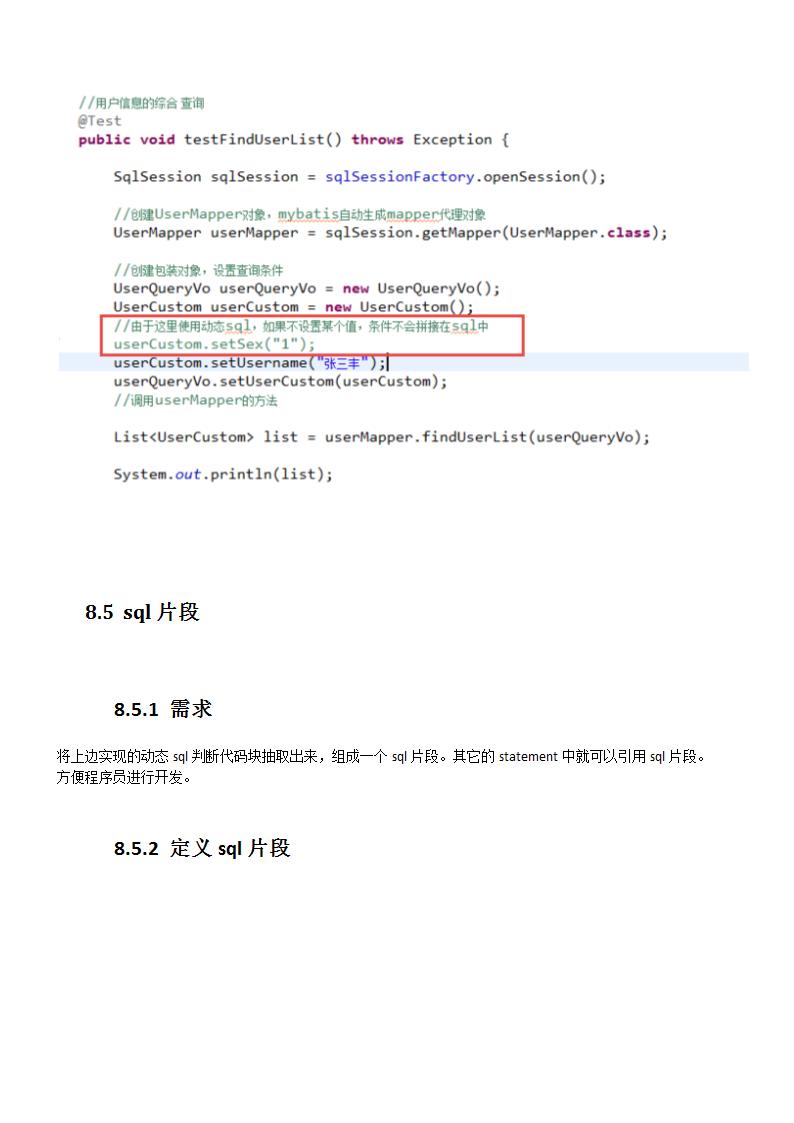 //用户信息的综合 查询
@Test
public void testFindUserList() throws Exception {
SqlSession sqlSession = sqlSessionFactory.openSession();
//创建UserMapper对象，mybatis自动生成mapper代理对象
UserMapper userMapper = sqlSession.getMapper(UserMapper.class);
//创建包装对象，设置查询条件
UserQueryVo userQueryVo = new UserQueryVo();
UserCustom userCustom = new UserCustom();
//由于这里使用动态sql，如果不设置某个值，条件不会拼接在sql中
userCustom.setSex("1");
userCustom.setUsername("张三丰");
userQueryVo.setUserCustom(userCustom);
//调用userMapper的方法
List<UserCustom> list = userMapper.findUserList(userQueryVo);
System.out.println(list);
8.5 sql 片段
8.5.1 需求
将上边实现的动态 sql 判断代码块抽取出来，组成一个 sql 片段。其它的 statement 中就可以引用 sql 片段。
方便程序员进行开发。
8.5.2 定义 sql 片段